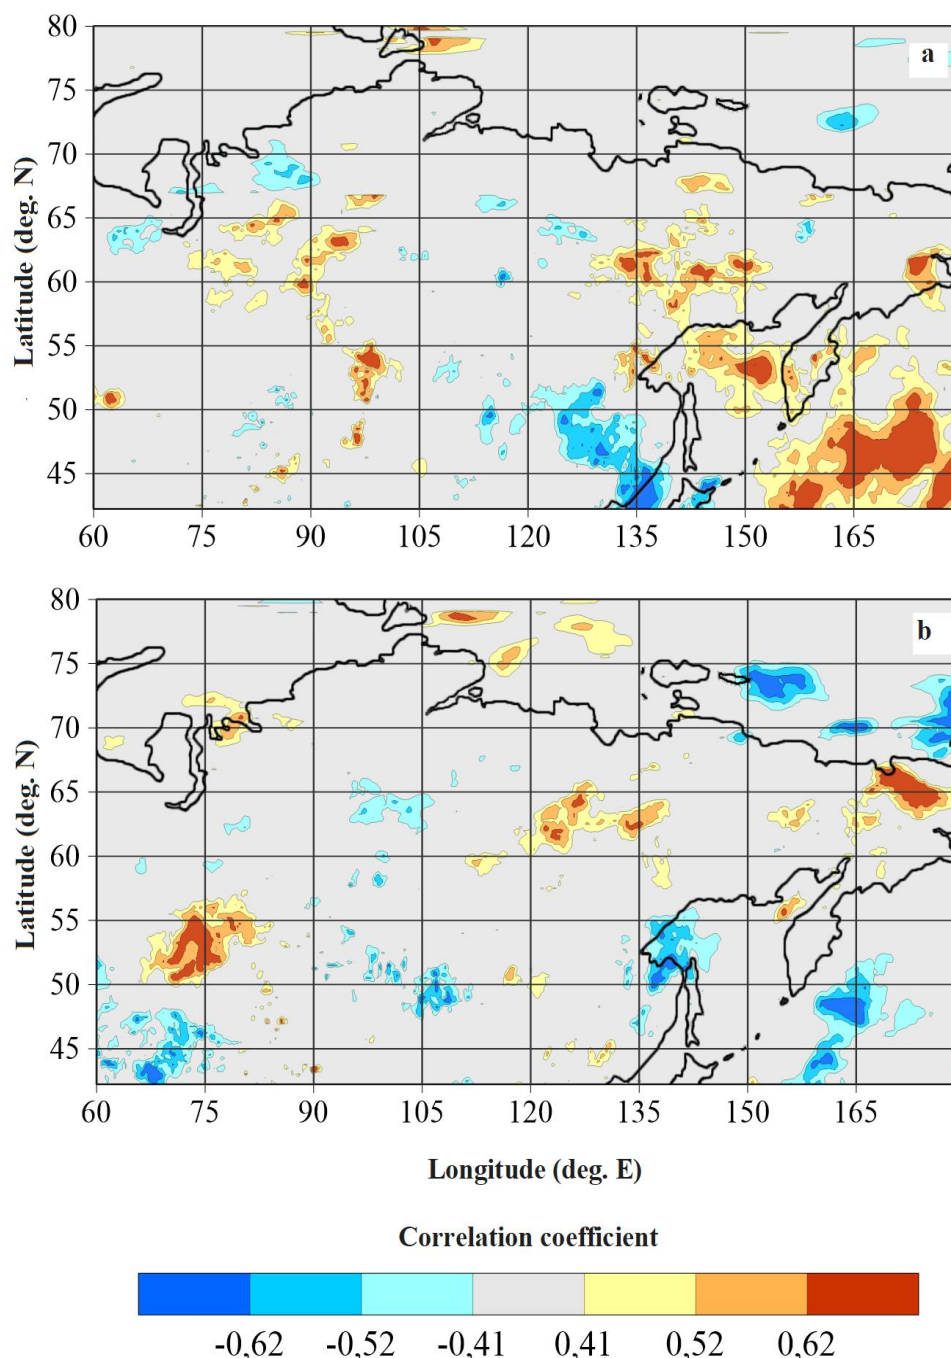 80
a
75
70
65
60
55
50
45
Latitude (deg. N)
60 75 90 105 120 135 150 165
80
b
75
70
65
60
55
50
45
Latitude (deg. N)
60 75 90 105 120 135 150 165
Longitude (deg. E)
Correlation coefficient
-0,62 -0,52 -0,41 0,41 0,52 0,62